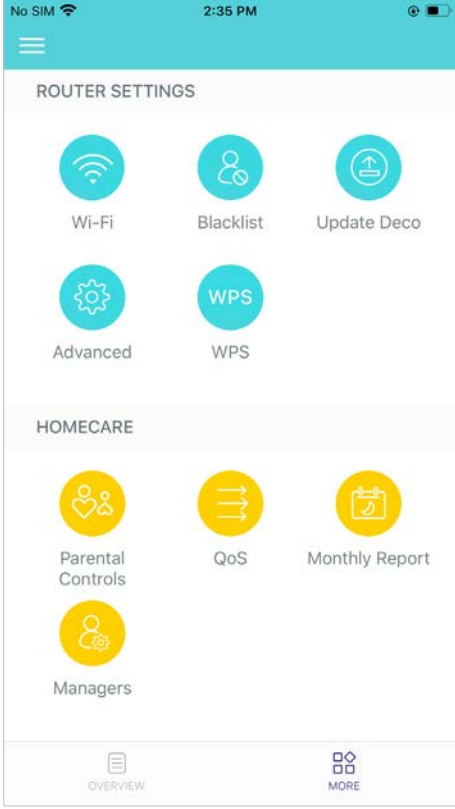 No SIM 2:35 PM
ROUTER SETTINGS
Wi-Fi Blacklist Update Deco
WPS
Advanced WPS
HOMECARE
Parental
Controls QoS Monthly Report
Managers
OVERVIEW MORE